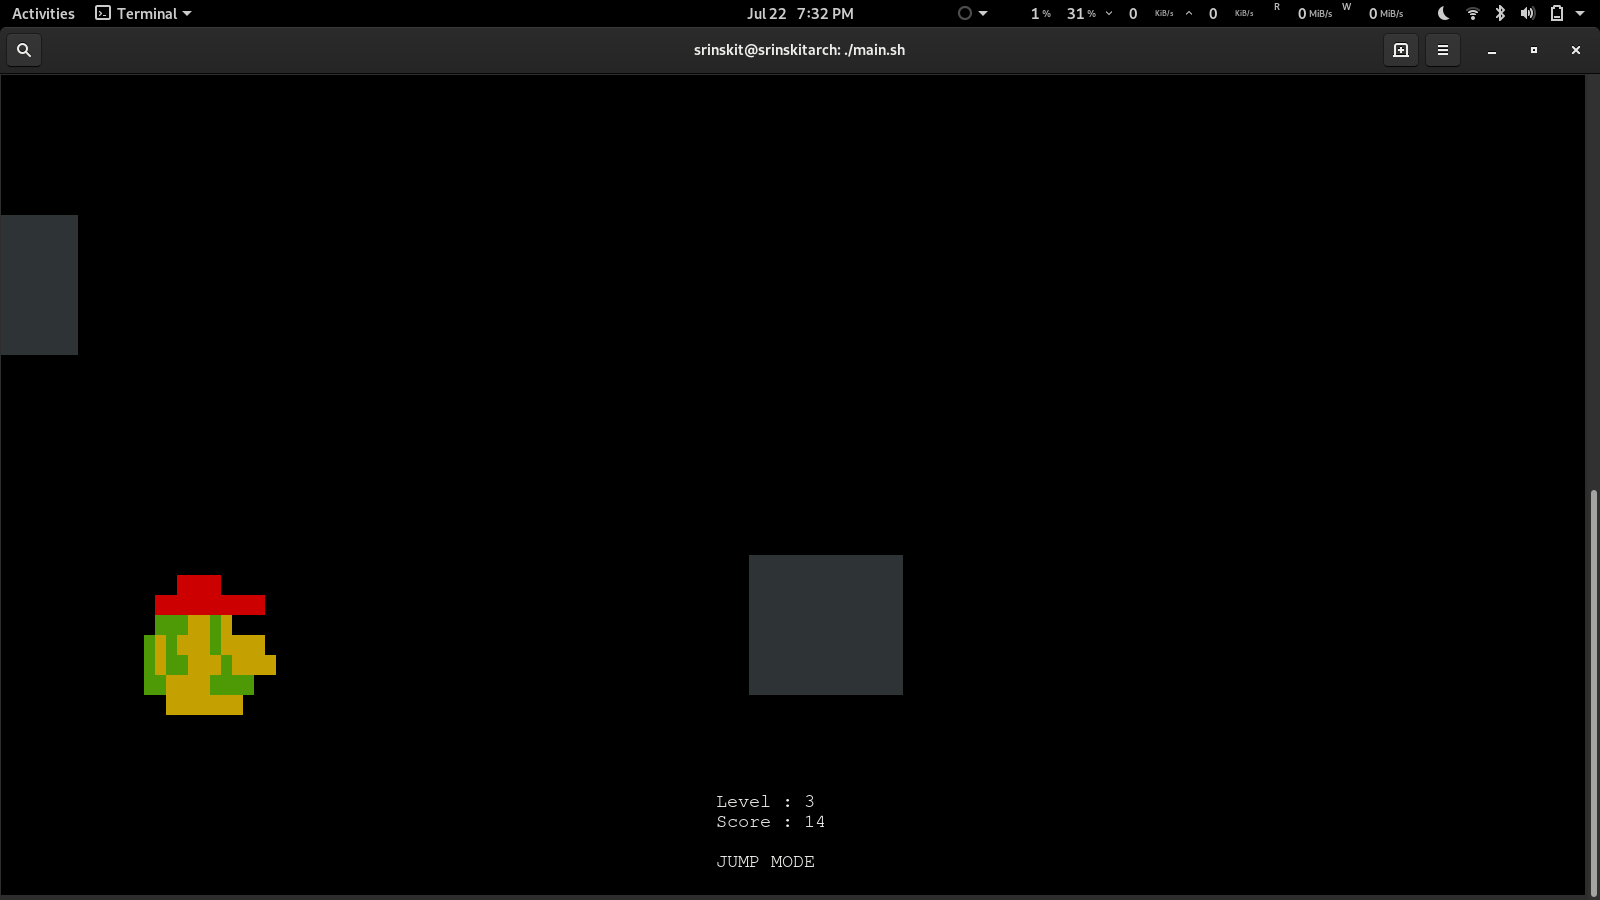 Activities Terminal Jul 22 7:32 PM 1 % 31 % 0 KiB/s 0 KiB/s R 0 MiB/s W 0 MiB/s
srinskit@srinskitarch: ./main.sh
Level : 3
Score : 14
JUMP MODE